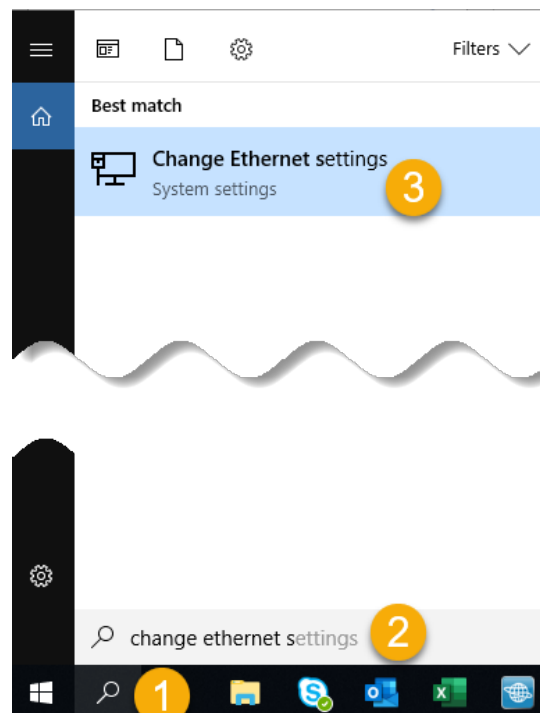 Filters
Best match
Change Ethernet settings
System settings
3
change ethernet settings
2
1